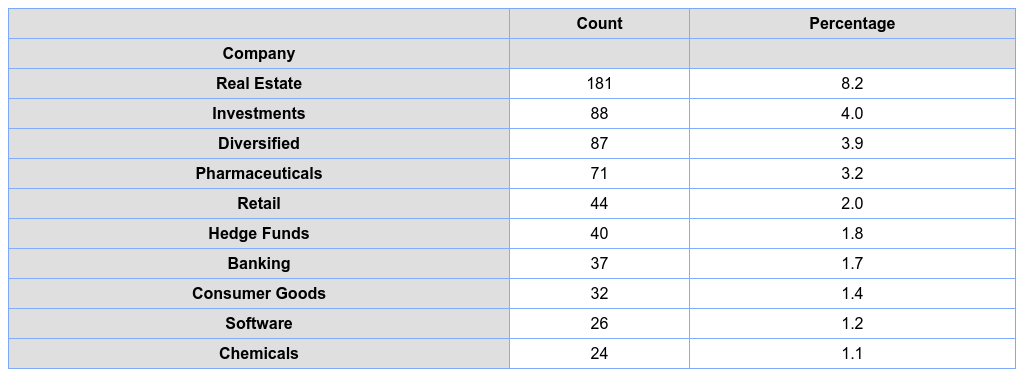 Count Percentage
Company
Real Estate 181 8.2
Investments 88 4.0
Diversified 87 3.9
Pharmaceuticals 71 3.2
Retail 44 2.0
Hedge Funds 40 1.8
Banking 37 1.7
Consumer Goods 32 1.4
Software 26 1.2
Chemicals 24 1.1